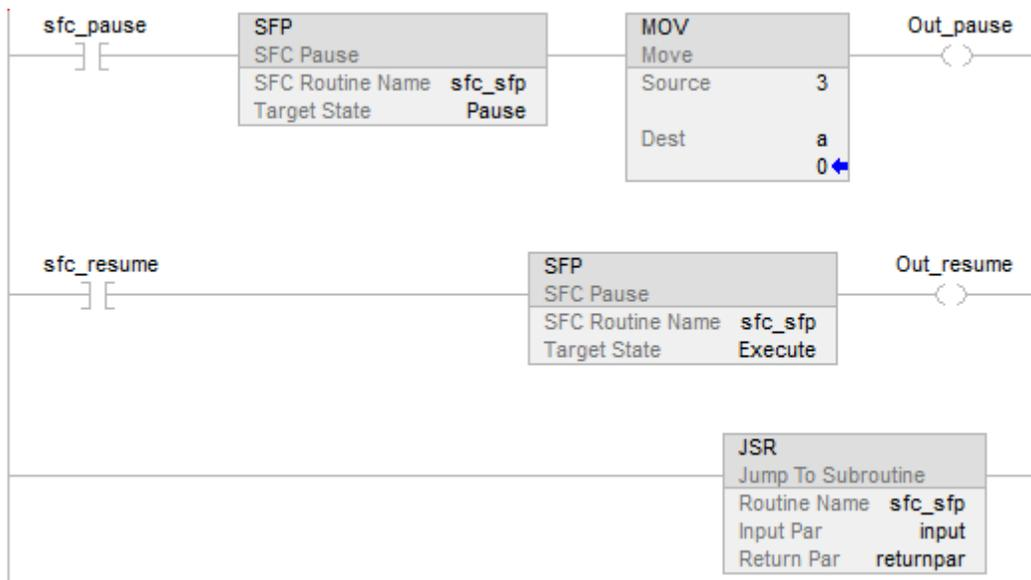 sfc_pause SFP MOV Out_pause
SFC Pause Move
SFC Routine Name sfc_sfp Source 3
Target State Pause
Dest a
0
sfc_resume SFP Out_resume
SFC Pause
SFC Routine Name sfc_sfp
Target State Execute
JSR
Jump To Subroutine
Routine Name sfc_sfp
Input Par input
Return Par returnpar